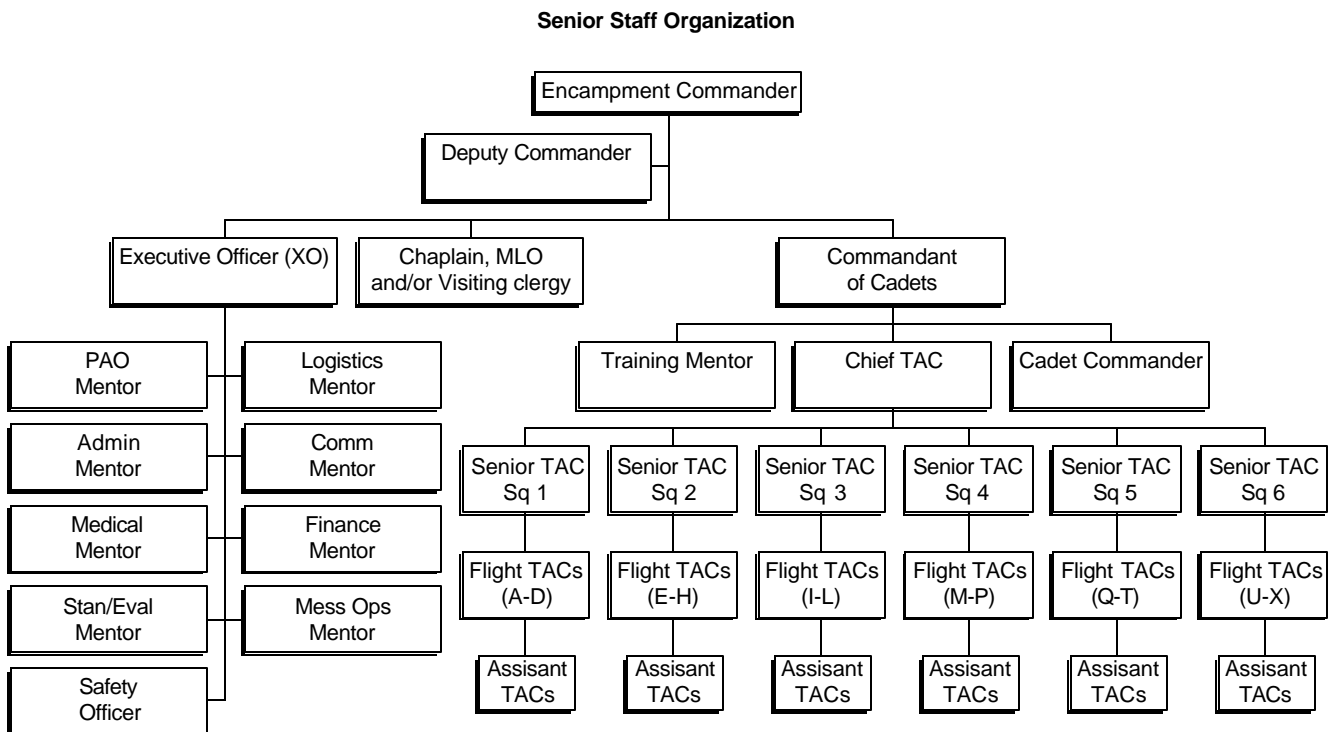 Senior Staff Organization
Encampment Commander
Deputy Commander
Executive Officer (XO)
Chaplain, MLO
and/or Visiting clergy
Commandant
of Cadets
PAO
Mentor
Logistics
Mentor
Training Mentor
Chief TAC
Cadet Commander
Admin
Mentor
Comm
Mentor
Senior TAC
Sq 1
Senior TAC
Sq 2
Senior TAC
Sq 3
Senior TAC
Sq 4
Senior TAC
Sq 5
Senior TAC
Sq 6
Medical
Mentor
Finance
Mentor
Flight TACs
(A-D)
Flight TACs
(E-H)
Flight TACs
(I-L)
Flight TACs
(M-P)
Flight TACs
(Q-T)
Flight TACs
(U-X)
Stan/Eval
Mentor
Mess Ops
Mentor
Safety
Officer
Assisant
TACs
Assisant
TACs
Assisant
TACs
Assisant
TACs
Assisant
TACs
Assisant
TACs